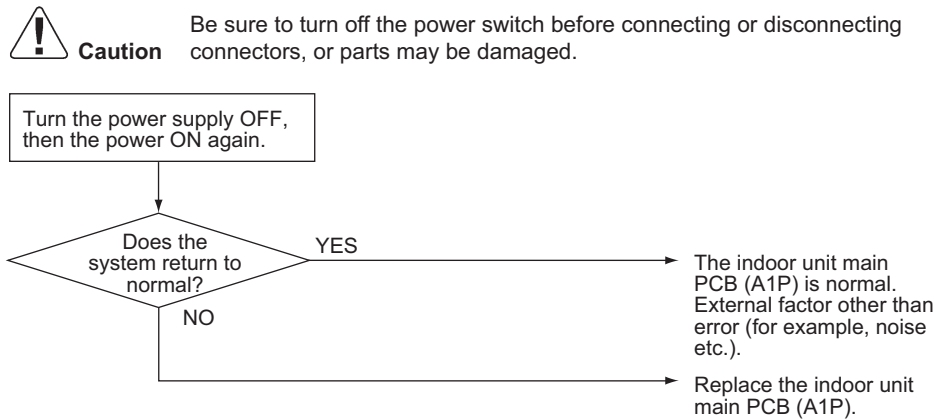 Be sure to turn off the power switch before connecting or disconnecting
Caution connectors, or parts may be damaged.
Turn the power supply OFF,
then the power ON again.
Does the
system return to
normal?
YES
The indoor unit main
PCB (A1P) is normal.
External factor other than
error (for example, noise
etc.).
NO
Replace the indoor unit
main PCB (A1P).